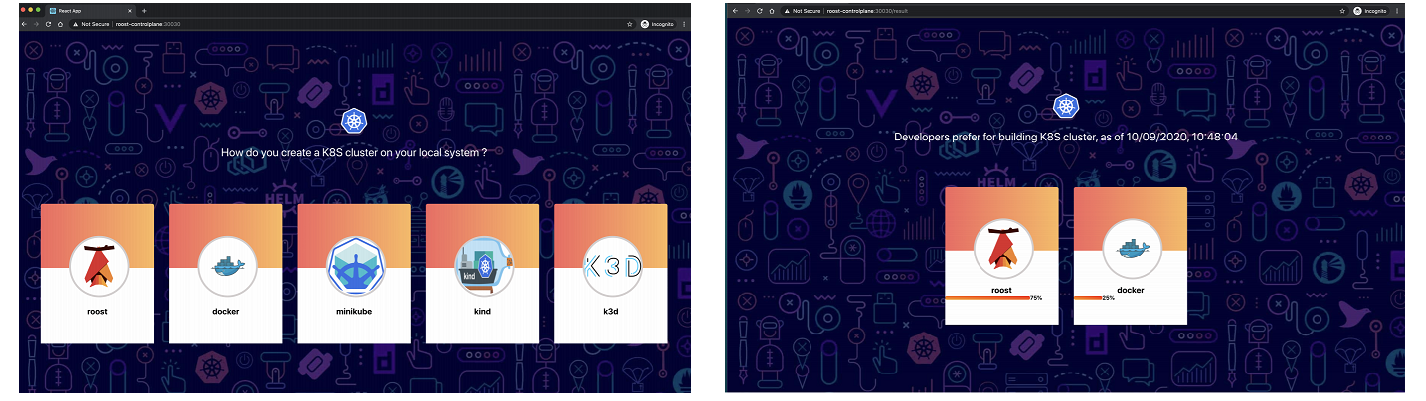 React App
Not Secure | roost-controlplane:30030
Incognito
How do you create a K8S cluster on your local system ?
HELM
d
kind
K3D
roost
docker
minikube
kind
k3d
Not Secure | roost-controlplane:30030/result
Incognito
Developers prefer for building K8S cluster, as of 10/09/2020, 10:48:04
HELM
d
roost
docker
75%
25%